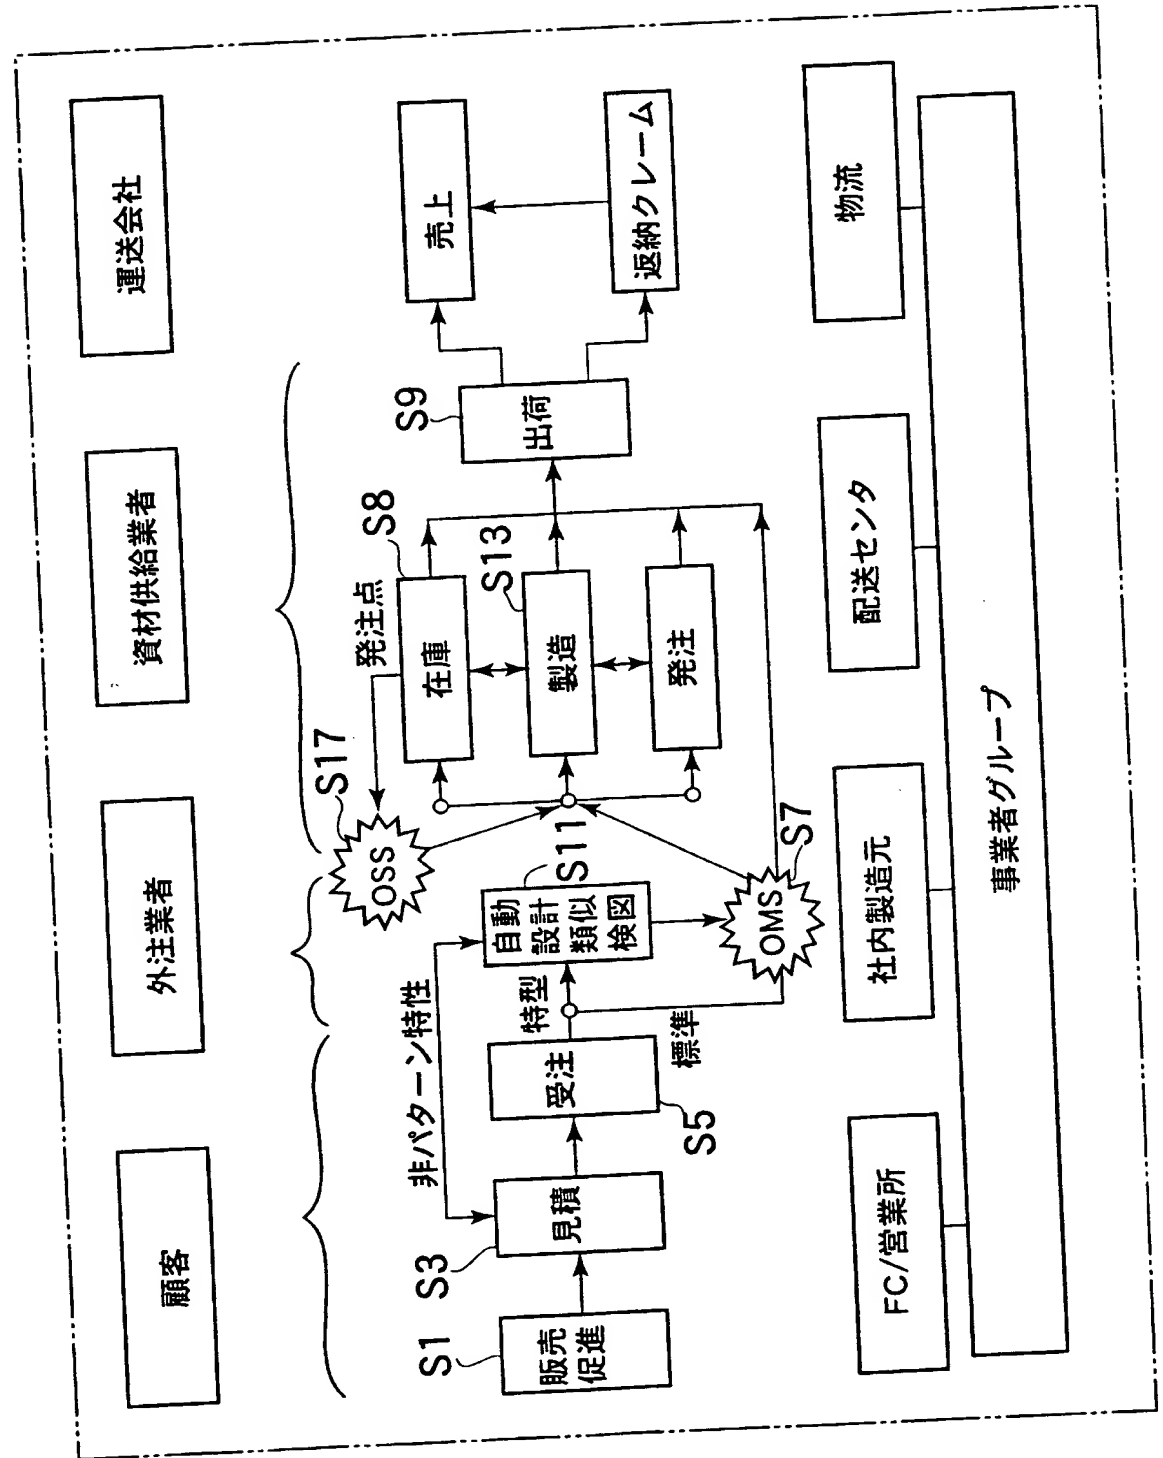 顧客
外注業者
資材供給業者
運送会社
S1
販売
促進
S3
見積
非パターン特性
受注
S5
特型
標準
自動
設計
類似
検図
S11
OSS
S17
OMS
S7
発注点
在庫
S8
製造
S13
発注
出荷
S9
売上
返納クレーム
FC/営業所
社内製造元
配送センタ
物流
事業者グループ